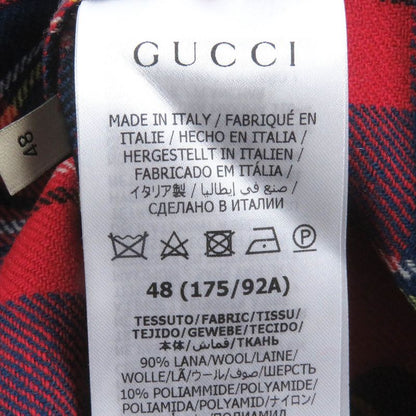 GUCCI
MADE IN ITALY / FABRIQUÉ EN
ITALIE / HECHO EN ITALIA /
HERGESTELLT IN ITALIEN /
FABRICADO EM ITÁLIA /
イタリア製 / صنع في إيطاليا /
СДЕЛАНО В ИТАЛИИ
48 (175/92A)
TESSUTO/FABRIC/TISSU/
TEJIDO/GEWEBE/TECIDO/
本体/قماش/ТКАНЬ
90% LANA/WOOL/LAINE/
WOLLE/LÃ/ウール/صوف/ШЕРСТЬ
10% POLIAMMIDE/POLYAMIDE/
POLIAMIDA/POLYAMID/ナイロン/
48